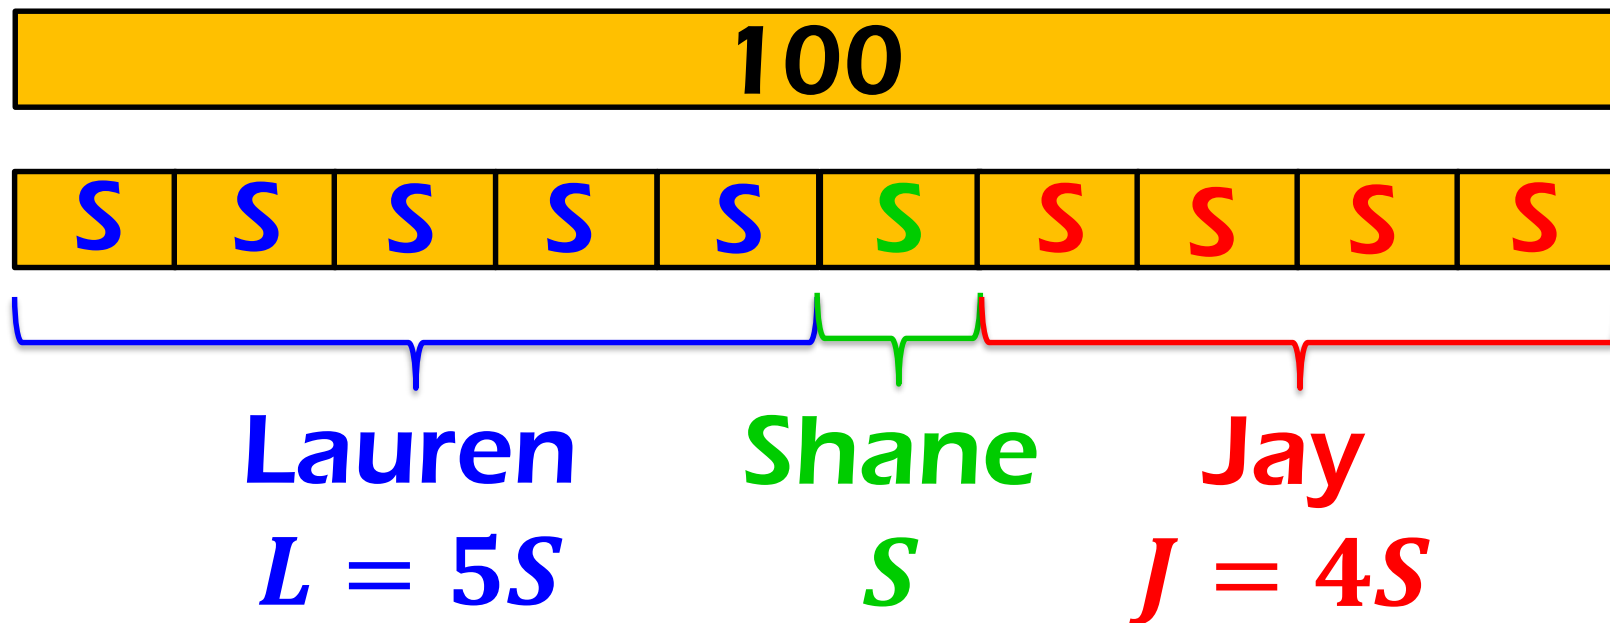 100
S S S S S S S S S S
Lauren Shane Jay
L = 5S S J = 4S